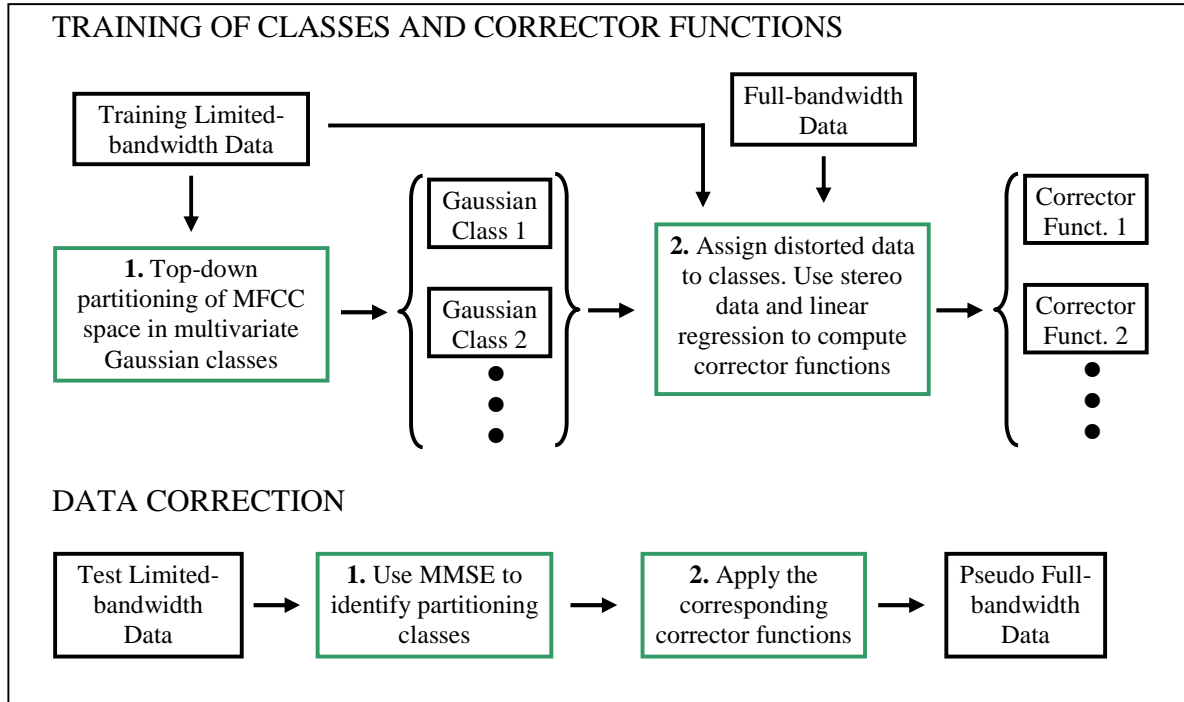 TRAINING OF CLASSES AND CORRECTOR FUNCTIONS
Training Limited-
bandwidth Data
Full-bandwidth
Data
1. Top-down
partitioning of MFCC
space in multivariate
Gaussian classes
Gaussian
Class 1
Gaussian
Class 2
2. Assign distorted data
to classes. Use stereo
data and linear
regression to compute
corrector functions
Corrector
Funct. 1
Corrector
Funct. 2
DATA CORRECTION
Test Limited-
bandwidth
Data
1. Use MMSE to
identify partitioning
classes
2. Apply the
corresponding
corrector functions
Pseudo Full-
bandwidth
Data